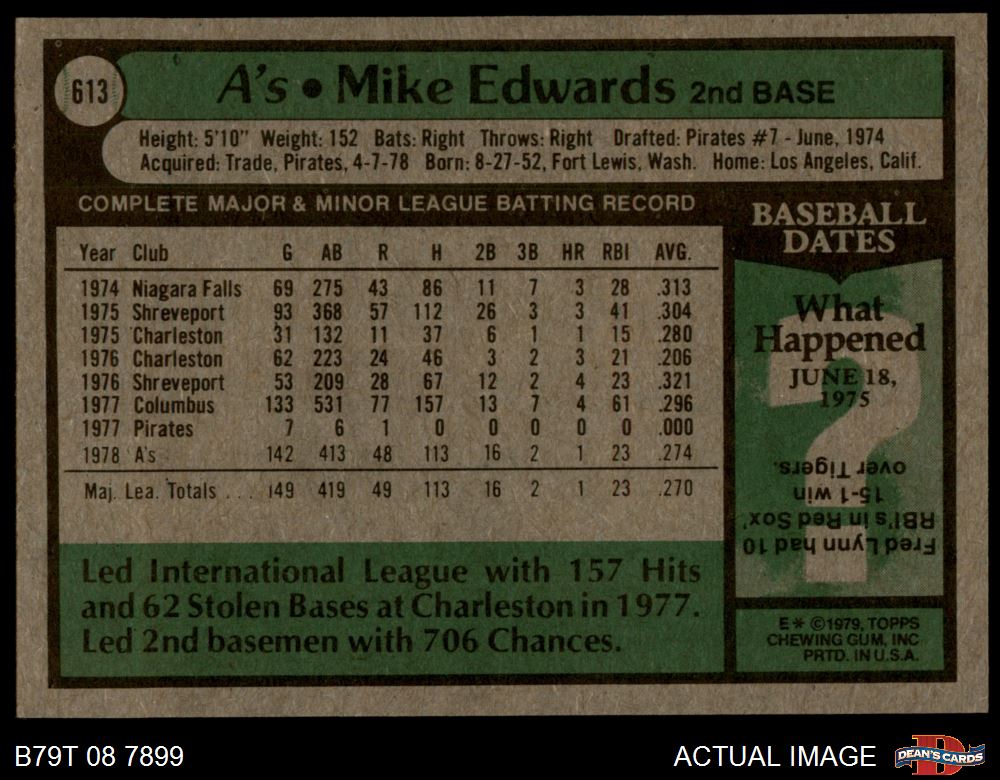 613
A's • Mike Edwards 2nd BASE
Height: 5'10" Weight: 152 Bats: Right Throws: Right Drafted: Pirates #7 - June, 1974
Acquired: Trade, Pirates, 4-7-78 Born: 8-27-52, Fort Lewis, Wash. Home: Los Angeles, Calif.
COMPLETE MAJOR & MINOR LEAGUE BATTING RECORD
Year Club G AB R H 2B 3B HR RBI AVG.
1974 Niagara Falls 69 275 43 86 11 7 3 28 .313
1975 Shreveport 93 368 57 112 26 3 3 41 .304
1975 Charleston 31 132 11 37 6 1 1 15 .280
1976 Charleston 62 223 24 46 3 2 3 21 .206
1976 Shreveport 53 209 28 67 12 2 4 23 .321
1977 Columbus 133 531 77 157 13 7 4 61 .296
1977 Pirates 7 6 1 0 0 0 0 0 .000
1978 A's 142 413 48 113 16 2 1 23 .274
Maj. Lea. Totals . . . 149 419 49 113 16 2 1 23 .270
Led International League with 157 Hits
and 62 Stolen Bases at Charleston in 1977.
Led 2nd basemen with 706 Chances.
BASEBALL
DATES
What
Happened
JUNE 18,
1975
?
Fred Lynn had 10
RBI's in Red Sox'
15-1 win
over Tigers.
E* ©1979, TOPPS
CHEWING GUM, INC
PRTD. IN U.S.A.
B79T 08 7899
ACTUAL IMAGE
D
DEAN'S CARDS